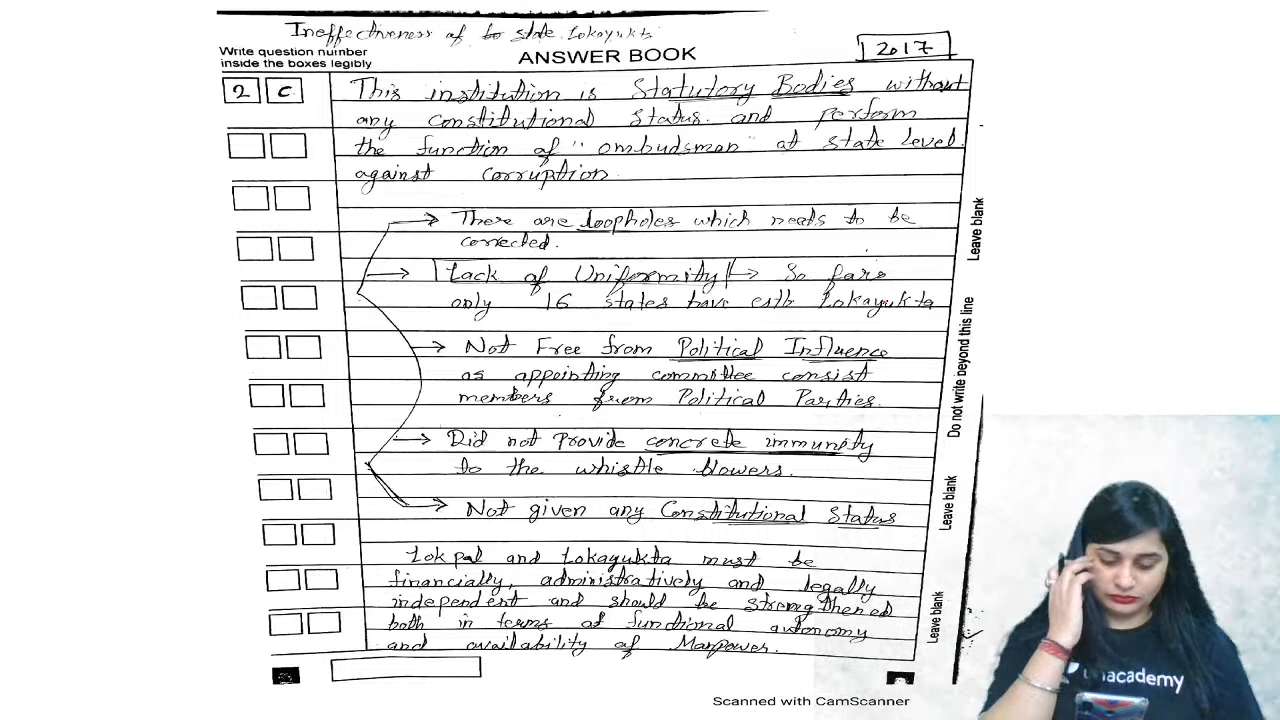 Ineffectiveness of to state Lokayukta
Write question number
inside the boxes legibly
ANSWER BOOK
2017
2 C
This institution is Statutory Bodies without
any constitutional status. and perform
the function of "ombudsman" at state level.
against corruption.
→ There are loopholes which needs to be
corrected.
→ Lack of Uniformity → So fars
only 16 states have estb Lokayukta
→ Not Free from Political Influence
as appointing committee consist
members from Political Parties.
→ Did not Provide concrete immunity
to the whistle blowers.
→ Not given any Constitutional Status
Lokpal and Lokayukta must be
financially, administratively and legally
independent and should be strengthened
both in terms of functional autonomy
and availability of Manpower.
Leave blank
Do not write beyond this line
Leave blank
Leave blank
unacademy
Scanned with CamScanner